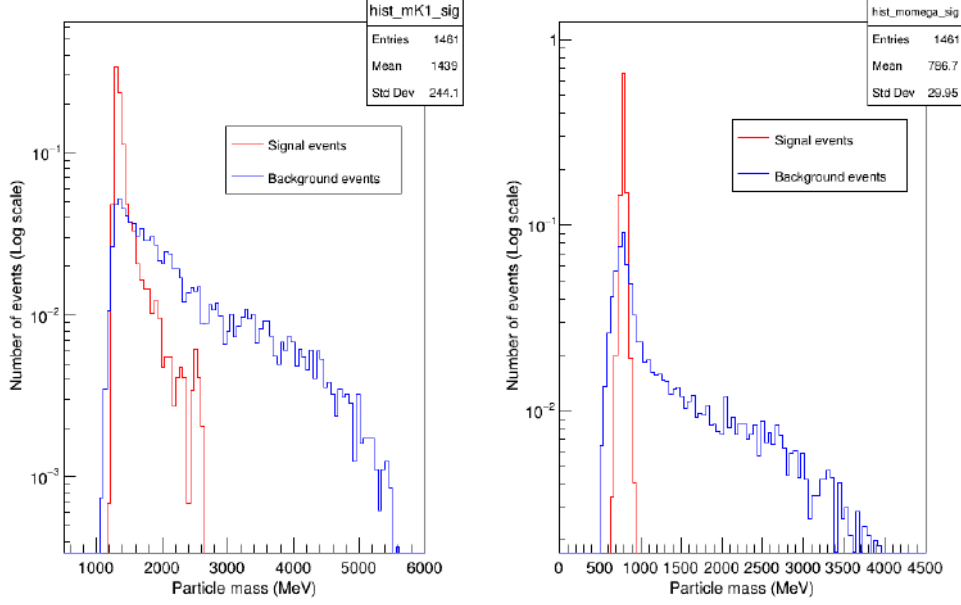 hist_mK1_sig
Entries 1461
Mean 1439
Std Dev 244.1
Signal events
Background events
Number of events (Log scale)
10⁻¹
10⁻²
10⁻³
1000 2000 3000 4000 5000 6000
Particle mass (MeV)
hist_momega_sig
Entries 1461
Mean 786.7
Std Dev 29.95
Signal events
Background events
Number of events (Log scale)
1
10⁻¹
10⁻²
0 500 1000 1500 2000 2500 3000 3500 4000 4500
Particle mass (MeV)